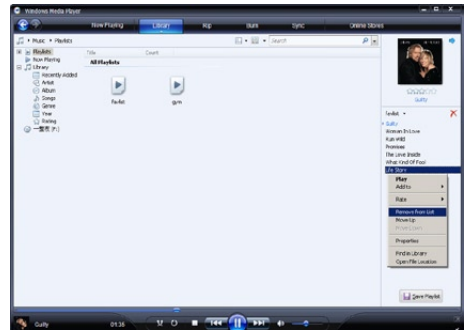 Windows Media Player
Now Playing
Library
Rip
Burn
Sync
Online Stores
Music
Playlists
Search
Playlists
Now Playing
Library
Recently Added
Artist
Album
Songs
Genre
Year
Rating
(F:)
Title
Count
All Playlists
favlist
gym
Guilty
favlist
Guilty
Woman In Love
Run Wild
Promises
The Love Inside
What Kind Of Fool
Life Story
Play
Add to
Rate
Remove from List
Move Up
Move Down
Properties
Find in Library
Open File Location
Save Playlist
Guilty
01:35